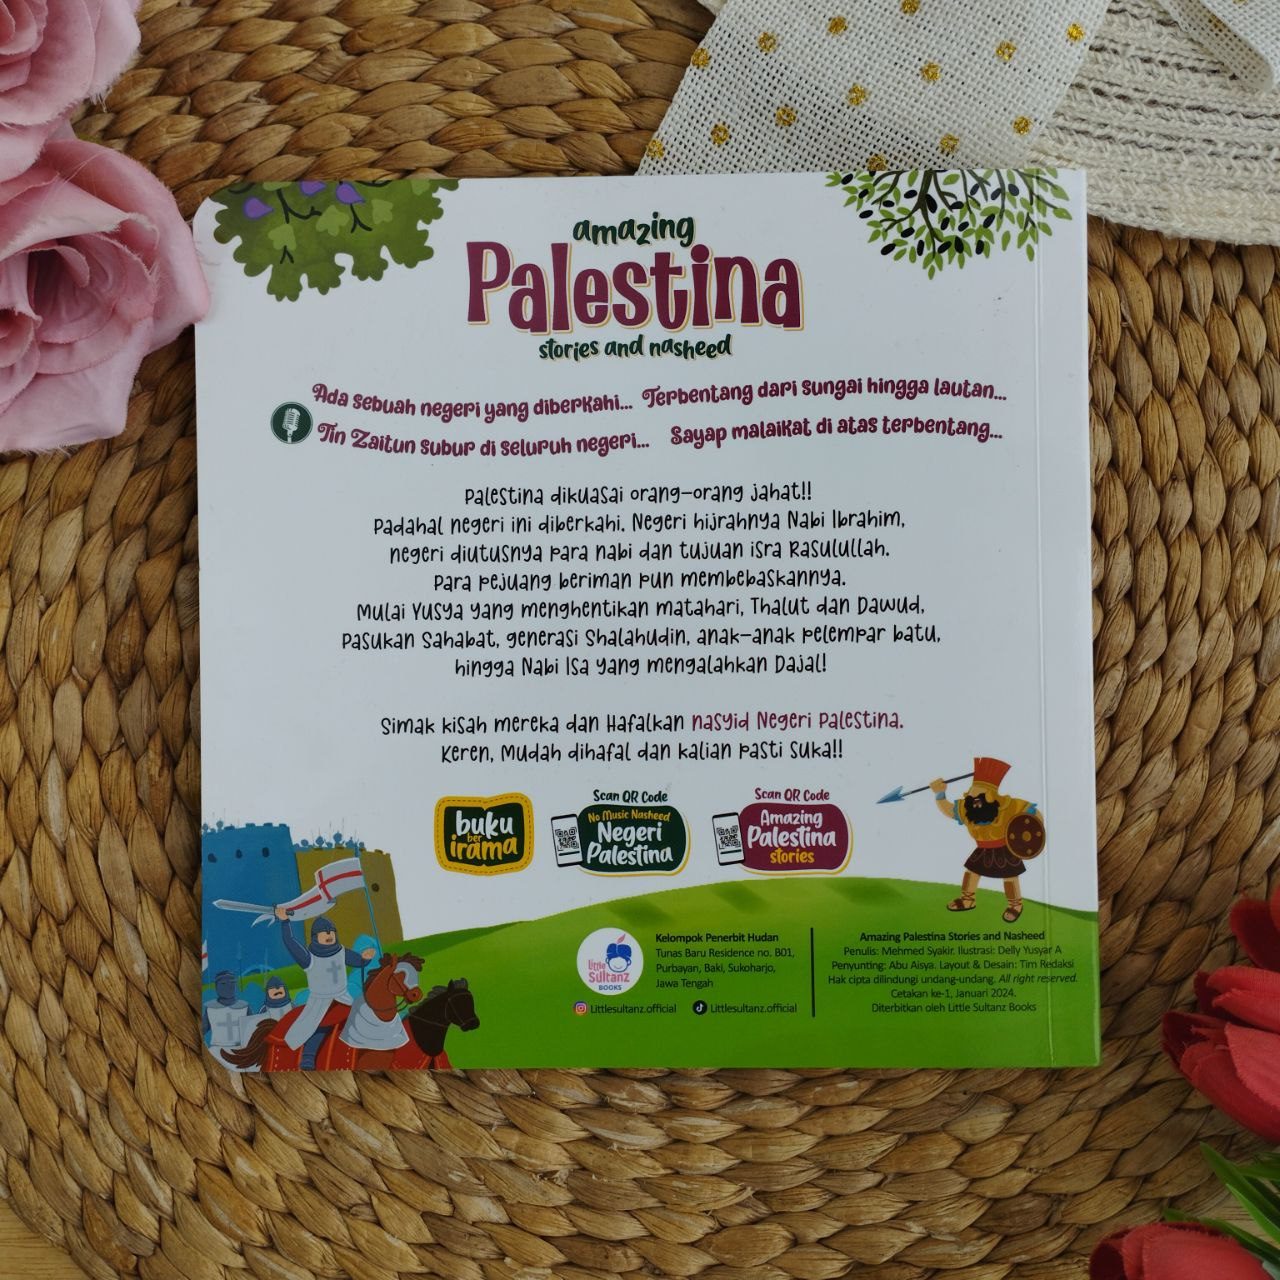 amazing
Palestina
stories and nasheed
Ada sebuah negeri yang diberkahi... Terbentang dari sungai hingga lautan...
Tin Zaitun subur di seluruh negeri... Sayap malaikat di atas terbentang...
Palestina dikuasai orang-orang jahat!!
Padahal negeri ini diberkahi. Negeri hijrahnya Nabi Ibrahim,
negeri diutusnya para nabi dan tujuan isra Rasulullah.
Para pejuang beriman pun membebaskannya.
Mulai Yusya yang menghentikan matahari, Thalut dan Dawud,
Pasukan Sahabat, generasi Shalahudin, anak-anak pelempar batu,
hingga Nabi Isa yang mengalahkan Dajal!
Simak kisah mereka dan Hafalkan nasyid Negeri Palestina.
Keren, Mudah dihafal dan kalian pasti suka!!
buku
ber
irama
Scan QR Code
No Music Nasheed
Negeri
Palestina
Scan QR Code
Amazing
Palestina
stories
little
Sultanz
BOOKS
Kelompok Penerbit Hudan
Tunas Baru Residence no. B01,
Purbayan, Baki, Sukoharjo,
Jawa Tengah
Littlesultanz.official
Littlesultanz.official
Amazing Palestina Stories and Nasheed
Penulis: Mehmed Syakir. Ilustrasi: Delly Yusyar A
Penyunting: Abu Aisya. Layout & Desain: Tim Redaksi
Hak cipta dilindungi undang-undang. All right reserved.
Cetakan ke-1, Januari 2024.
Diterbitkan oleh Little Sultanz Books